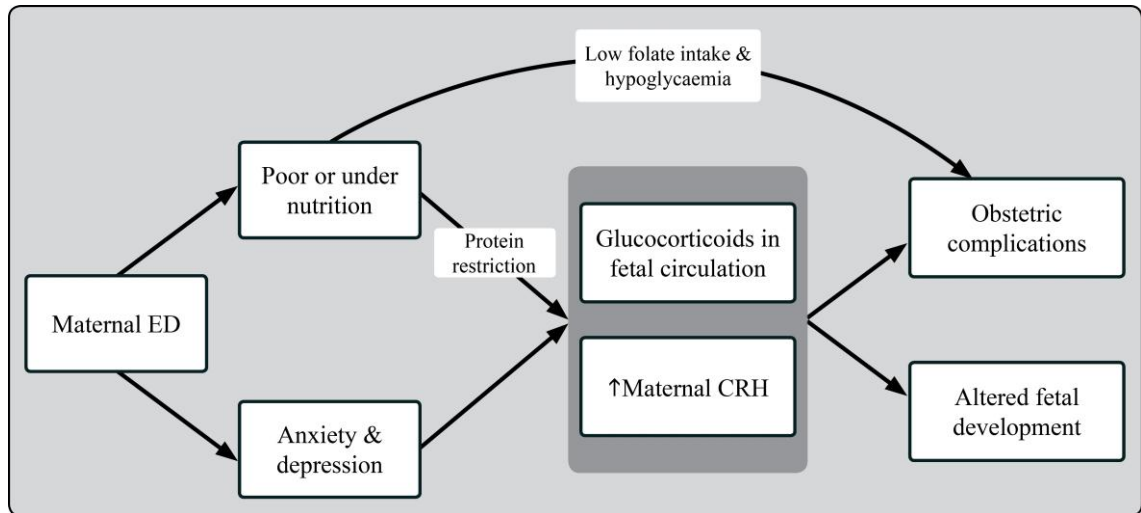 Low folate intake &
hypoglycaemia
Poor or under
nutrition
Protein
restriction
Glucocorticoids in
fetal circulation
Obstetric
complications
Maternal ED
↑Maternal CRH
Anxiety &
depression
Altered fetal
development